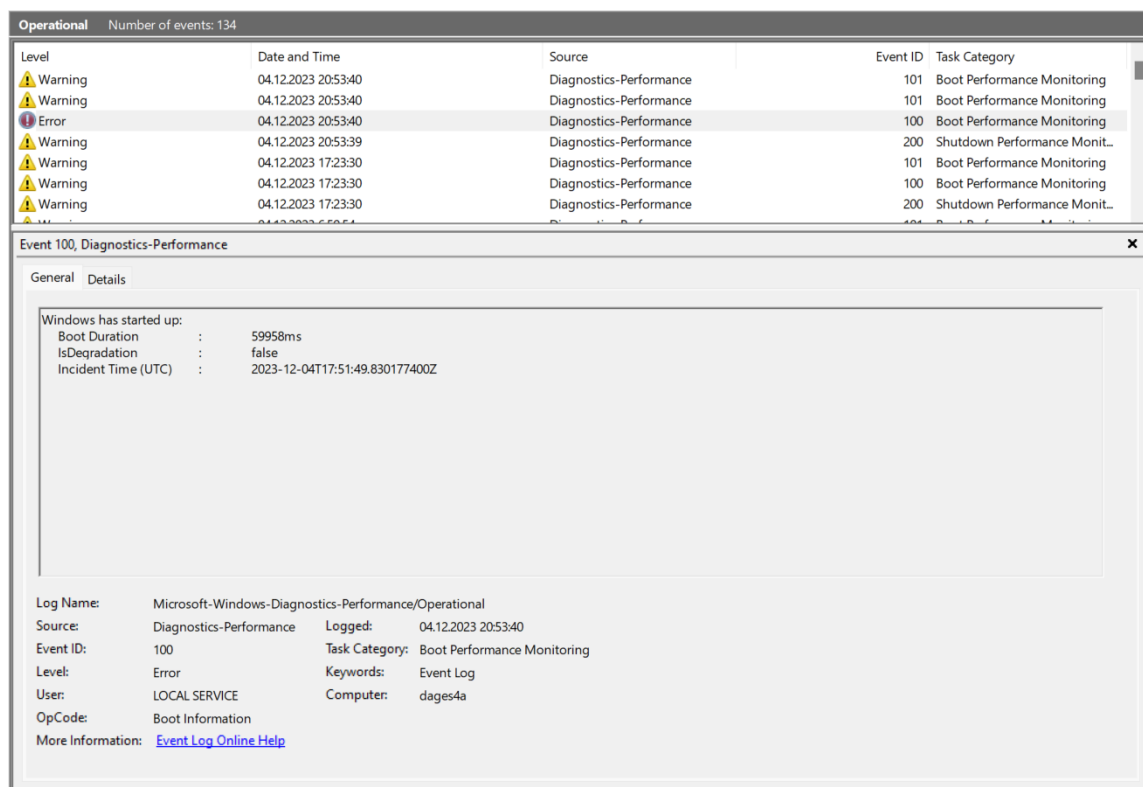 Operational Number of events: 134
Level Date and Time Source Event ID Task Category
Warning 04.12.2023 20:53:40 Diagnostics-Performance 101 Boot Performance Monitoring
Warning 04.12.2023 20:53:40 Diagnostics-Performance 101 Boot Performance Monitoring
Error 04.12.2023 20:53:40 Diagnostics-Performance 100 Boot Performance Monitoring
Warning 04.12.2023 20:53:39 Diagnostics-Performance 200 Shutdown Performance Monit...
Warning 04.12.2023 17:23:30 Diagnostics-Performance 101 Boot Performance Monitoring
Warning 04.12.2023 17:23:30 Diagnostics-Performance 100 Boot Performance Monitoring
Warning 04.12.2023 17:23:30 Diagnostics-Performance 200 Shutdown Performance Monit...
Event 100, Diagnostics-Performance
General Details
Windows has started up:
Boot Duration : 59958ms
IsDegradation : false
Incident Time (UTC) : 2023-12-04T17:51:49.830177400Z
Log Name: Microsoft-Windows-Diagnostics-Performance/Operational
Source: Diagnostics-Performance Logged: 04.12.2023 20:53:40
Event ID: 100 Task Category: Boot Performance Monitoring
Level: Error Keywords: Event Log
User: LOCAL SERVICE Computer: dages4a
OpCode: Boot Information
More Information: Event Log Online Help